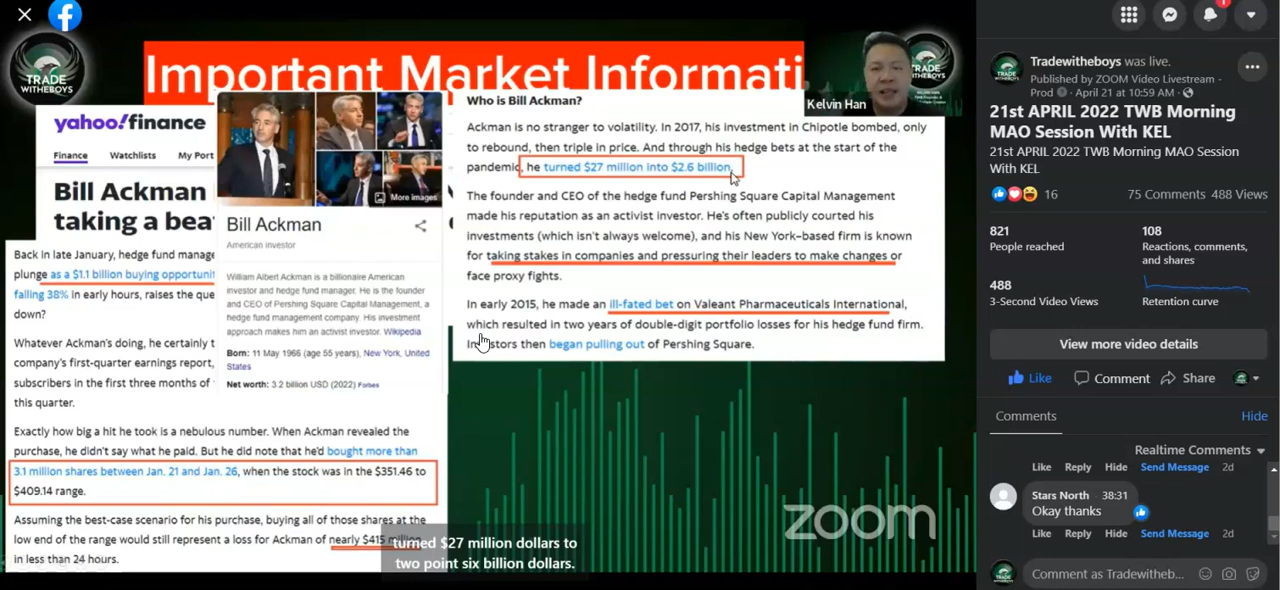 Important Market Informati
TRADE
WITHEBOYS
TRADE
WITHEBOYS
Kelvin Han
yahoo!finance
Finance Watchlists My Port
Bill Ackman
taking a bea
Back in late January, hedge fund manage
plunge as a $1.1 billion buying opportuni
falling 38% in early hours, raises the que
down?
Whatever Ackman's doing, he certainly t
company's first-quarter earnings report,
subscribers in the first three months of
this quarter.
Exactly how big a hit he took is a nebulous number. When Ackman revealed the
purchase, he didn't say what he paid. But he did note that he'd bought more than
3.1 million shares between Jan. 21 and Jan. 26, when the stock was in the $351.46 to
$409.14 range.
Assuming the best-case scenario for his purchase, buying all of those shares at the
low end of the range would still represent a loss for Ackman of nearly $415 million
in less than 24 hours.
More images
Bill Ackman
American investor
William Albert Ackman is a billionaire American
investor and hedge fund manager. He is the founder
and CEO of Pershing Square Capital Management, a
hedge fund management company. His investment
approach makes him an activist investor. Wikipedia
Born: 11 May 1966 (age 55 years), New York, United
States
Net worth: 3.2 billion USD (2022) Forbes
Who is Bill Ackman?
Ackman is no stranger to volatility. In 2017, his investment in Chipotle bombed, only
to rebound, then triple in price. And through his hedge bets at the start of the
pandemic, he turned $27 million into $2.6 billion.
The founder and CEO of the hedge fund Pershing Square Capital Management
made his reputation as an activist investor. He's often publicly courted his
investments (which isn't always welcome), and his New York-based firm is known
for taking stakes in companies and pressuring their leaders to make changes or
face proxy fights.
In early 2015, he made an ill-fated bet on Valeant Pharmaceuticals International,
which resulted in two years of double-digit portfolio losses for his hedge fund firm.
Investors then began pulling out of Pershing Square.
turned $27 million dollars to
two point six billion dollars.
zoom
1
Tradewitheboys was live.
Published by ZOOM Video Livestream -
Prod · April 21 at 10:59 AM ·
21st APRIL 2022 TWB Morning
MAO Session With KEL
21st APRIL 2022 TWB Morning MAO Session
With KEL
16 75 Comments 488 Views
821
People reached
108
Reactions, comments,
and shares
488
3-Second Video Views
Retention curve
View more video details
Like Comment Share
Comments Hide
Realtime Comments
Like Reply Hide Send Message 2d
Stars North · 38:31
Okay thanks
Like Reply Hide Send Message 2d
Comment as Tradewitheb...